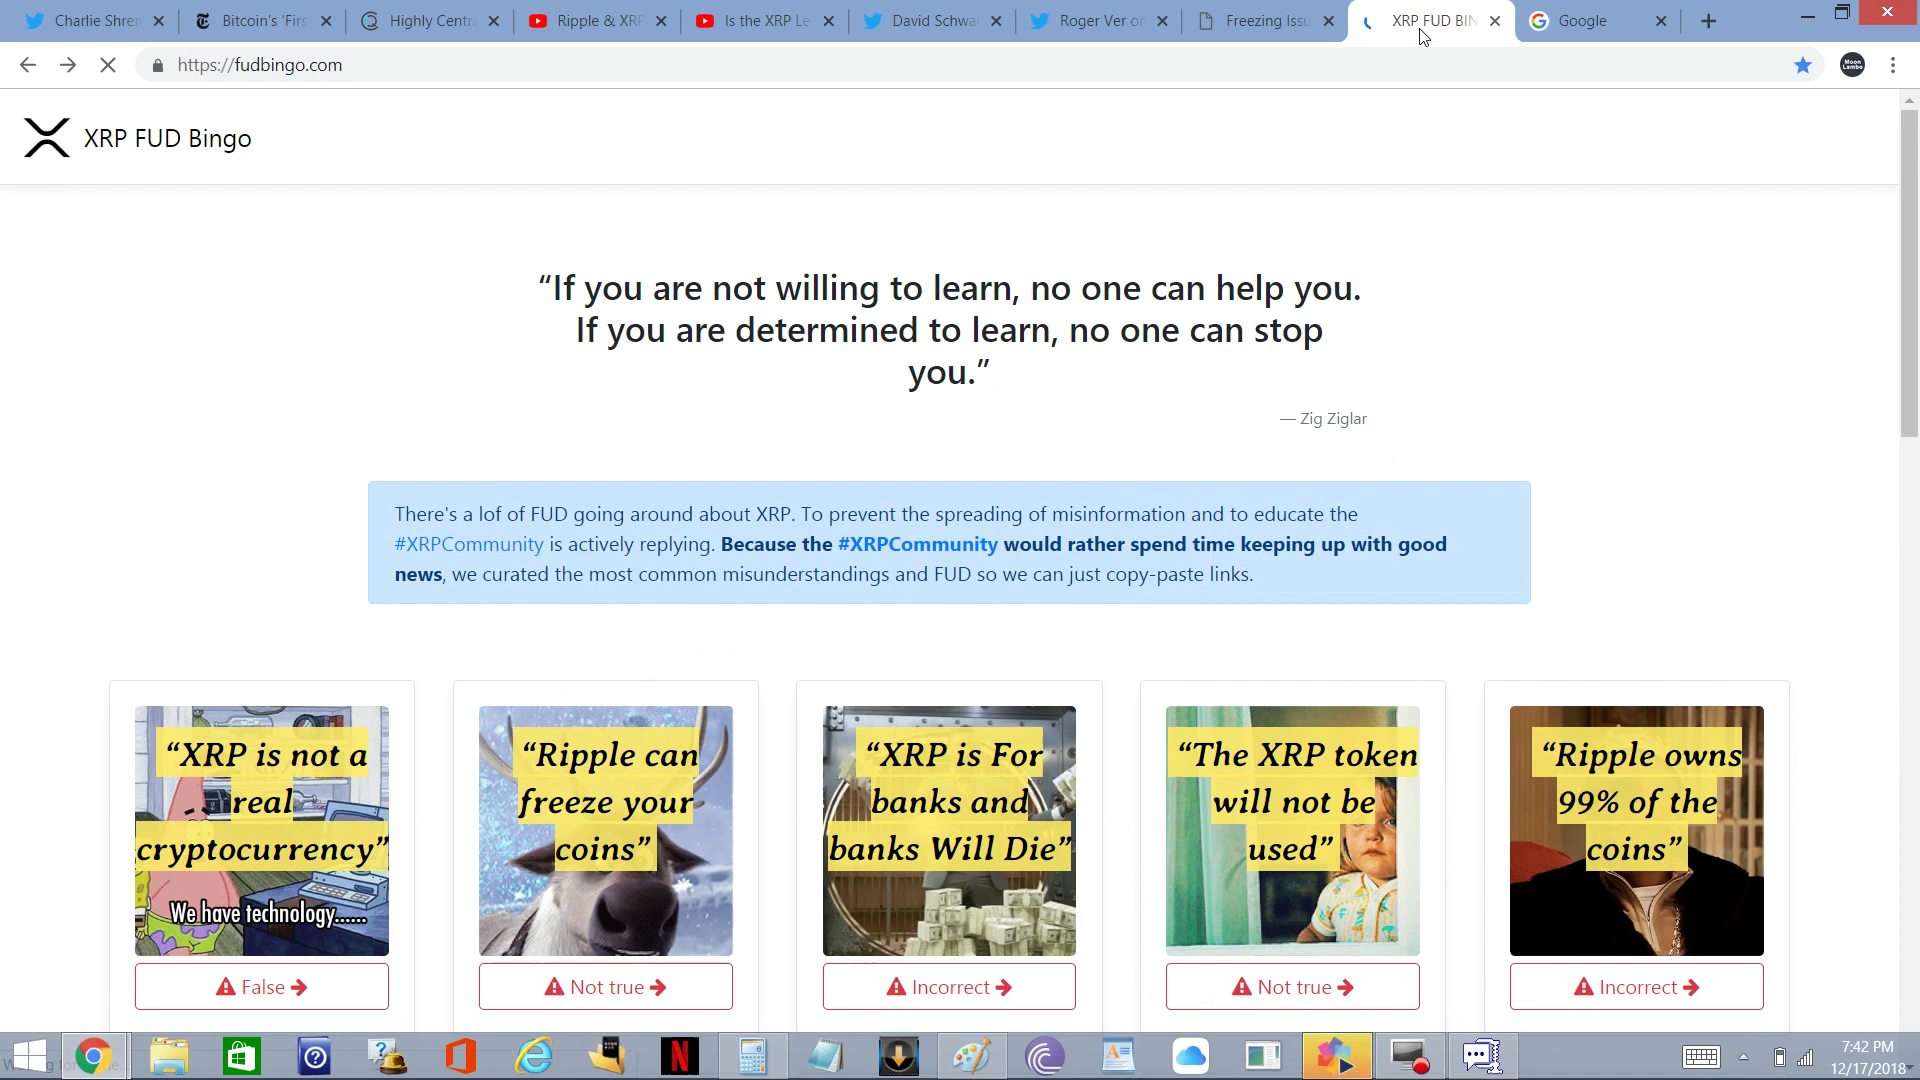 Charlie Shrem
Bitcoin's 'First
Highly Centra
Ripple & XRP
Is the XRP Le
David Schwa
Roger Ver on
Freezing Issu
XRP FUD BIN
Google
https://fudbingo.com
Moon Lambo
XRP FUD Bingo
“If you are not willing to learn, no one can help you.
If you are determined to learn, no one can stop
you.”
— Zig Ziglar
There's a lof of FUD going around about XRP. To prevent the spreading of misinformation and to educate the
#XRPCommunity is actively replying. Because the #XRPCommunity would rather spend time keeping up with good
news, we curated the most common misunderstandings and FUD so we can just copy-paste links.
“XRP is not a
real
cryptocurrency”
We have technology......
False
“Ripple can
freeze your
coins”
Not true
“XRP is For
banks and
banks Will Die”
Incorrect
“The XRP token
will not be
used”
Not true
“Ripple owns
99% of the
coins”
Incorrect
7:42 PM
12/17/2018